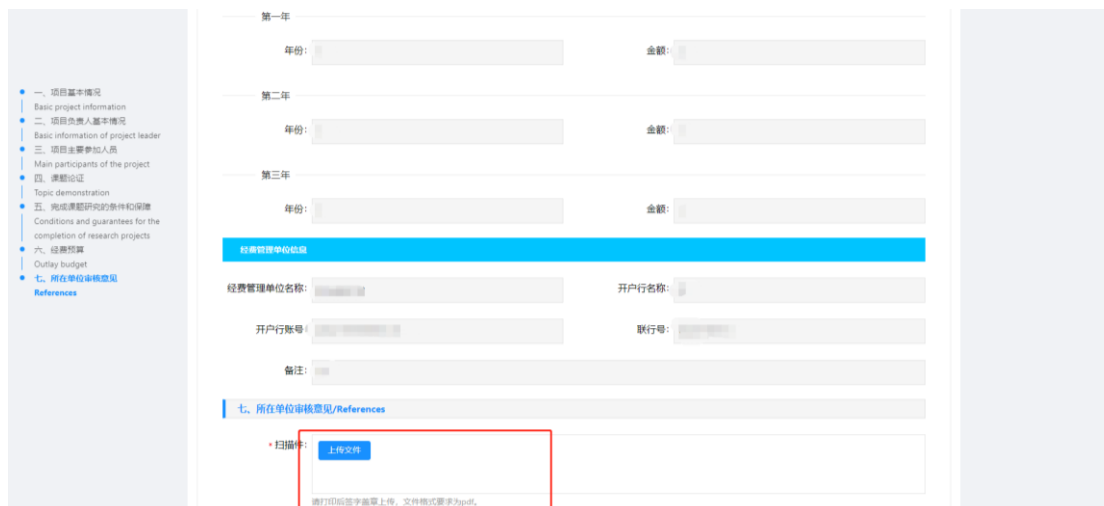 一、项目基本情况
Basic project information
二、项目负责人基本情况
Basic information of project leader
三、项目主要参加人员
Main participants of the project
四、课题论证
Topic demonstration
五、完成课题研究的条件和保障
Conditions and guarantees for the
completion of research projects
六、经费预算
Outlay budget
七、所在单位审核意见
References
第一年
年份: 金额:
第二年
年份: 金额:
第三年
年份: 金额:
经费管理单位信息
经费管理单位名称: 开户行名称:
开户行账号: 联行号:
备注:
七、所在单位审核意见/References
* 扫描件: 上传文件
请打印后签字盖章上传，文件格式要求为pdf。